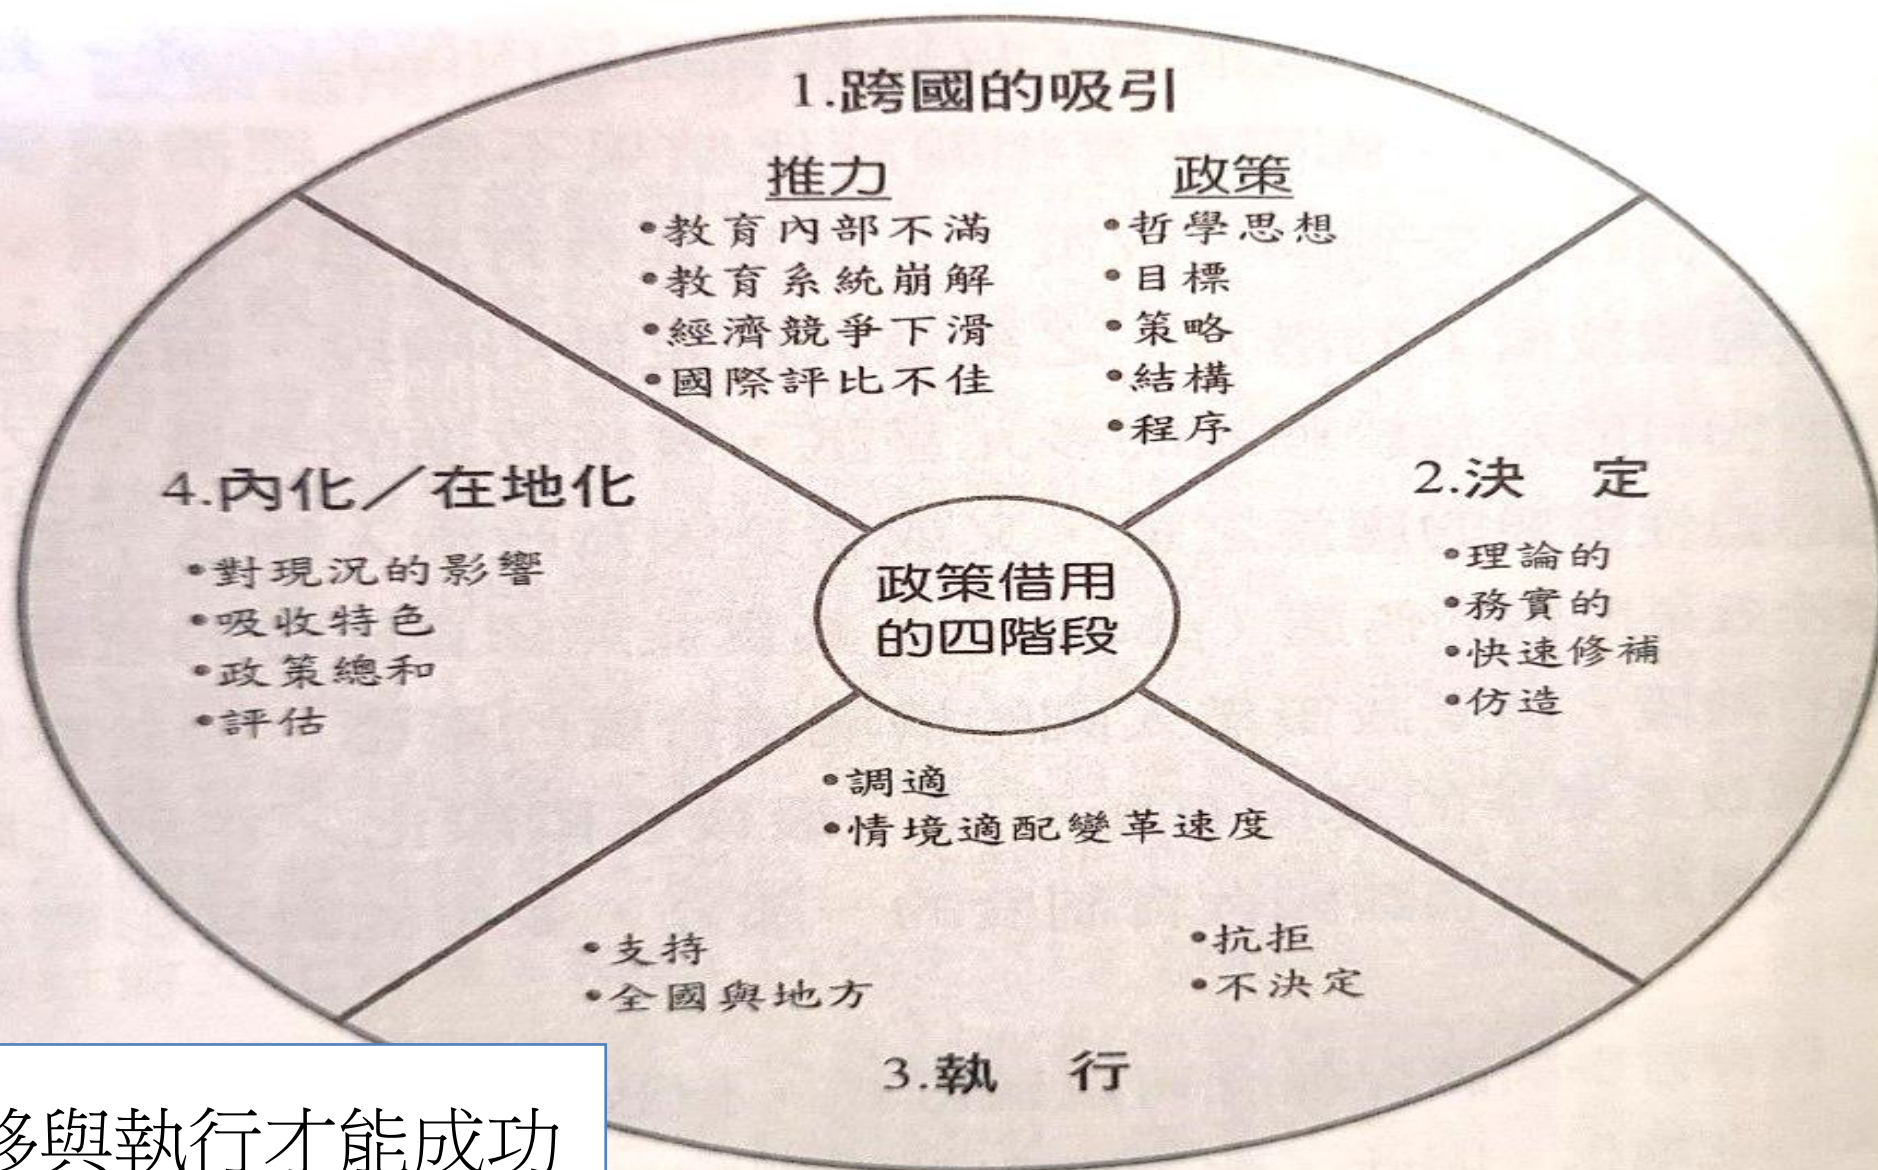 1.跨國的吸引
推力
•教育內部不滿
•教育系統崩解
•經濟競爭下滑
•國際評比不佳
政策
•哲學思想
•目標
•策略
•結構
•程序
2.決 定
•理論的
•務實的
•快速修補
•仿造
政策借用
的四階段
4.內化／在地化
•對現況的影響
•吸收特色
•政策總和
•評估
•調適
•情境適配變革速度
•支持
•全國與地方
•抗拒
•不決定
3.執 行
移與執行才能成功